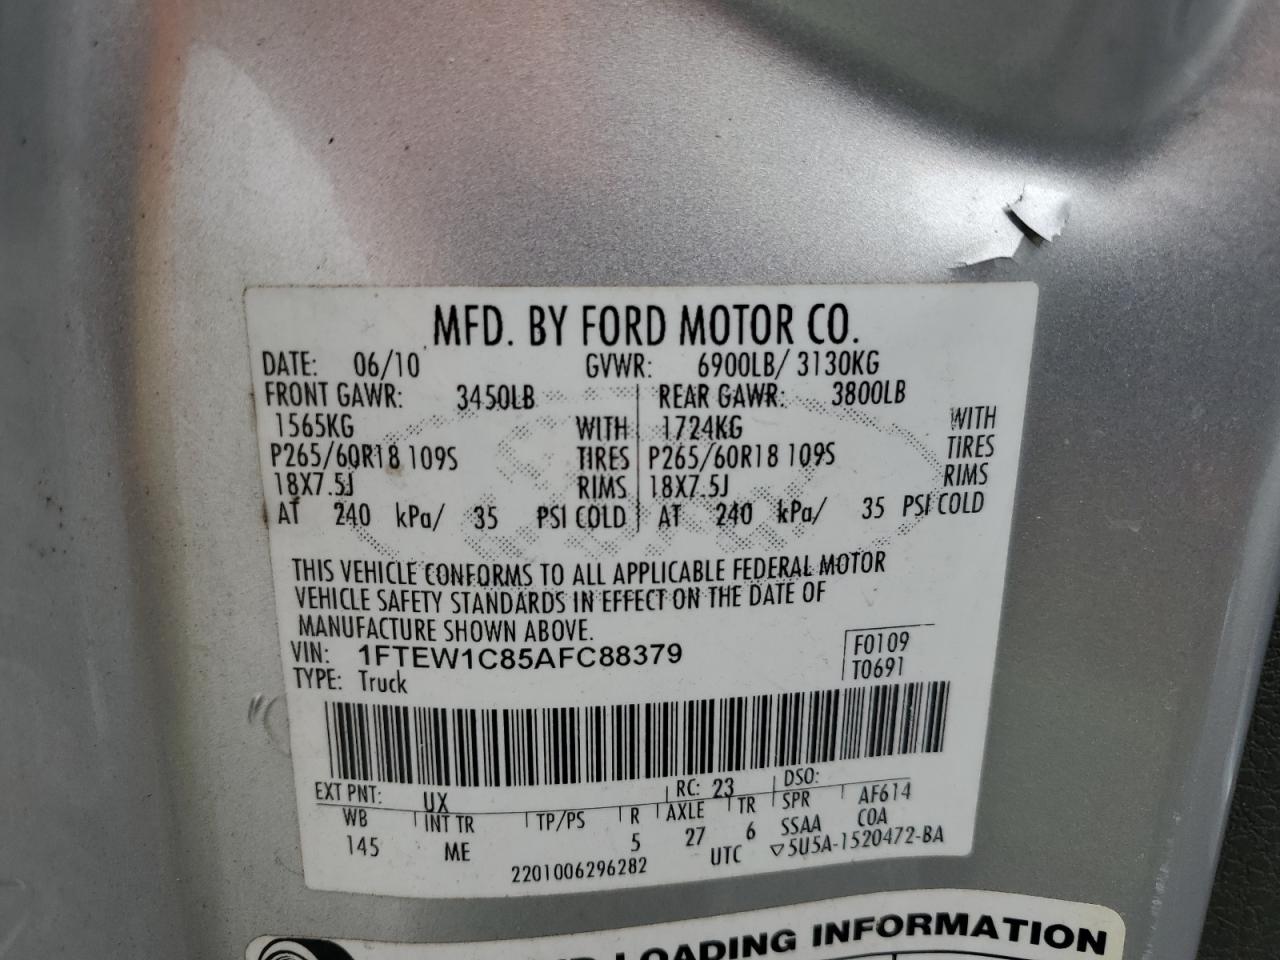 MFD. BY FORD MOTOR CO.
DATE: 06/10 GVWR: 6900LB/ 3130KG
FRONT GAWR: 3450LB REAR GAWR: 3800LB
1565KG WITH 1724KG WITH
P265/60R18 109S TIRES P265/60R18 109S TIRES
18X7.5J RIMS 18X7.5J RIMS
AT 240 kPa/ 35 PSI COLD AT 240 kPa/ 35 PSI COLD
THIS VEHICLE CONFORMS TO ALL APPLICABLE FEDERAL MOTOR
VEHICLE SAFETY STANDARDS IN EFFECT ON THE DATE OF
MANUFACTURE SHOWN ABOVE.
VIN: 1FTEW1C85AFC88379 F0109
TYPE: Truck T0691
EXT PNT: UX RC: 23 DSO:
WB INT TR TP/PS R AXLE TR SPR AF614
145 ME 5 27 6 SSAA COA
2201006296282 UTC ▽5U5A-1520472-BA
LOADING INFORMATION